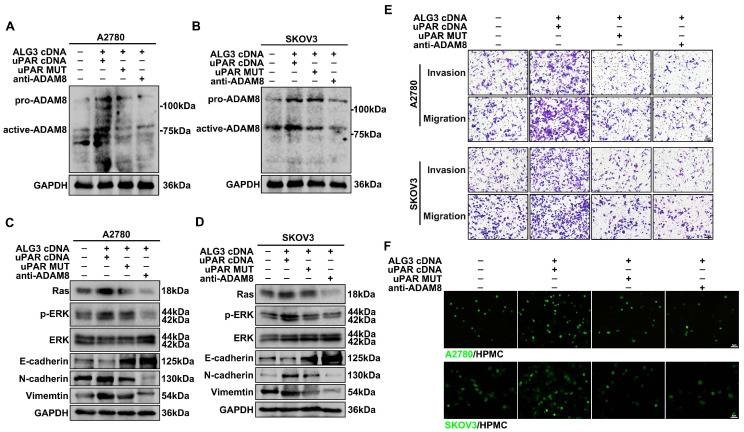 A
A2780
ALG3 cDNA − + + +
uPAR cDNA +
uPAR MUT +
anti-ADAM8 +
pro-ADAM8
-100kDa
active-ADAM8
-75kDa
GAPDH 36kDa
B
SKOV3
ALG3 cDNA − + + +
uPAR cDNA +
uPAR MUT +
anti-ADAM8 +
pro-ADAM8
-100kDa
active-ADAM8
-75kDa
GAPDH 36kDa
C
A2780
ALG3 cDNA − + + +
uPAR cDNA +
uPAR MUT +
anti-ADAM8 +
Ras 18kDa
p-ERK 44kDa
42kDa
ERK 44kDa
42kDa
E-cadherin 125kDa
N-cadherin 130kDa
Vimemtin 54kDa
GAPDH 36kDa
D
SKOV3
ALG3 cDNA − + + +
uPAR cDNA +
uPAR MUT +
anti-ADAM8 +
Ras 18kDa
p-ERK 44kDa
42kDa
ERK 44kDa
42kDa
E-cadherin 125kDa
N-cadherin 130kDa
Vimemtin 54kDa
GAPDH 36kDa
E
ALG3 cDNA − + + +
uPAR cDNA +
uPAR MUT +
anti-ADAM8 +
A2780
Invasion
Migration
SKOV3
Invasion
Migration
F
ALG3 cDNA − + + +
uPAR cDNA +
uPAR MUT +
anti-ADAM8 +
A2780/HPMC
SKOV3/HPMC